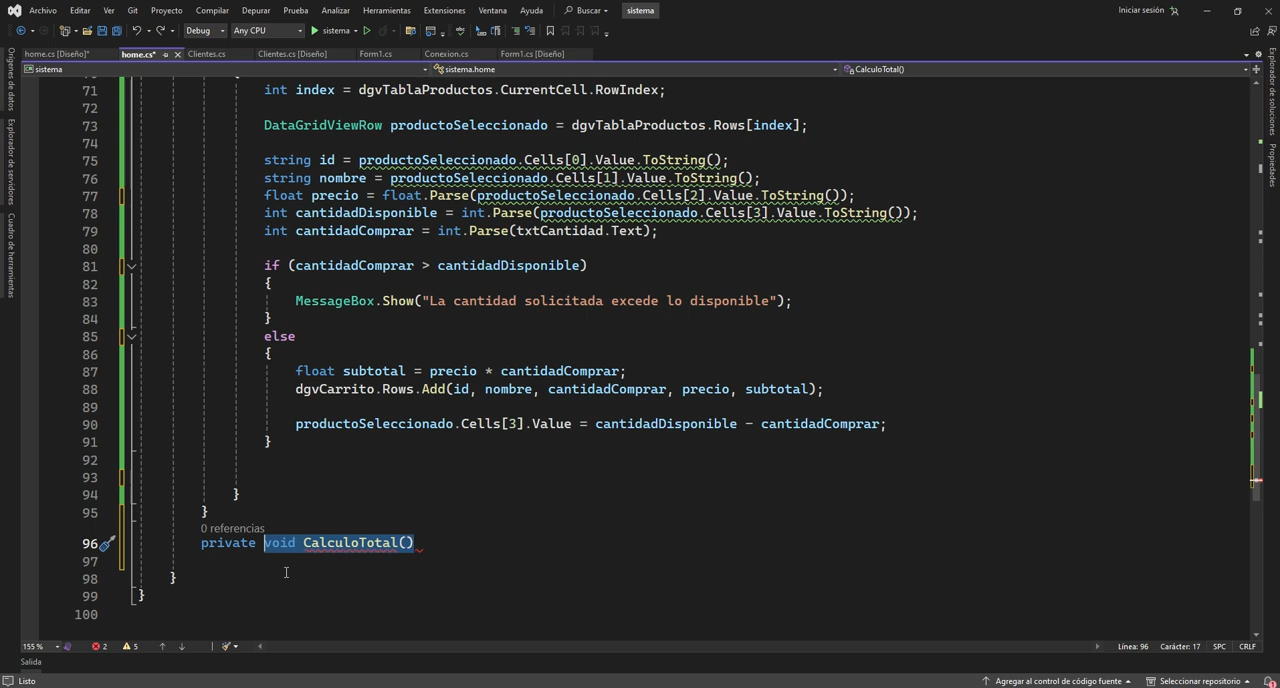 Archivo Editar Ver Git Proyecto Compilar Depurar Prueba Analizar Herramientas Extensiones Ventana Ayuda Buscar sistema Iniciar sesión
Debug Any CPU sistema
home.cs [Diseño]* home.cs* Clientes.cs Clientes.cs [Diseño] Form1.cs Conexion.cs Form1.cs [Diseño]
sistema sistema.home CalculoTotal()
Orígenes de datos
Explorador de servidores
Cuadro de herramientas
Explorador de soluciones
Propiedades
71 int index = dgvTablaProductos.CurrentCell.RowIndex;
72
73 DataGridViewRow productoSeleccionado = dgvTablaProductos.Rows[index];
74
75 string id = productoSeleccionado.Cells[0].Value.ToString();
76 string nombre = productoSeleccionado.Cells[1].Value.ToString();
77 float precio = float.Parse(productoSeleccionado.Cells[2].Value.ToString());
78 int cantidadDisponible = int.Parse(productoSeleccionado.Cells[3].Value.ToString());
79 int cantidadComprar = int.Parse(txtCantidad.Text);
80
81 if (cantidadComprar > cantidadDisponible)
82 {
83 MessageBox.Show("La cantidad solicitada excede lo disponible");
84 }
85 else
86 {
87 float subtotal = precio * cantidadComprar;
88 dgvCarrito.Rows.Add(id, nombre, cantidadComprar, precio, subtotal);
89
90 productoSeleccionado.Cells[3].Value = cantidadDisponible - cantidadComprar;
91 }
92
93
94 }
95 }
0 referencias
96 private void CalculoTotal()
97
98 }
99 }
100
155 % 2 5 Línea: 96 Carácter: 17 SPC CRLF
Salida
Listo Agregar al control de código fuente Seleccionar repositorio